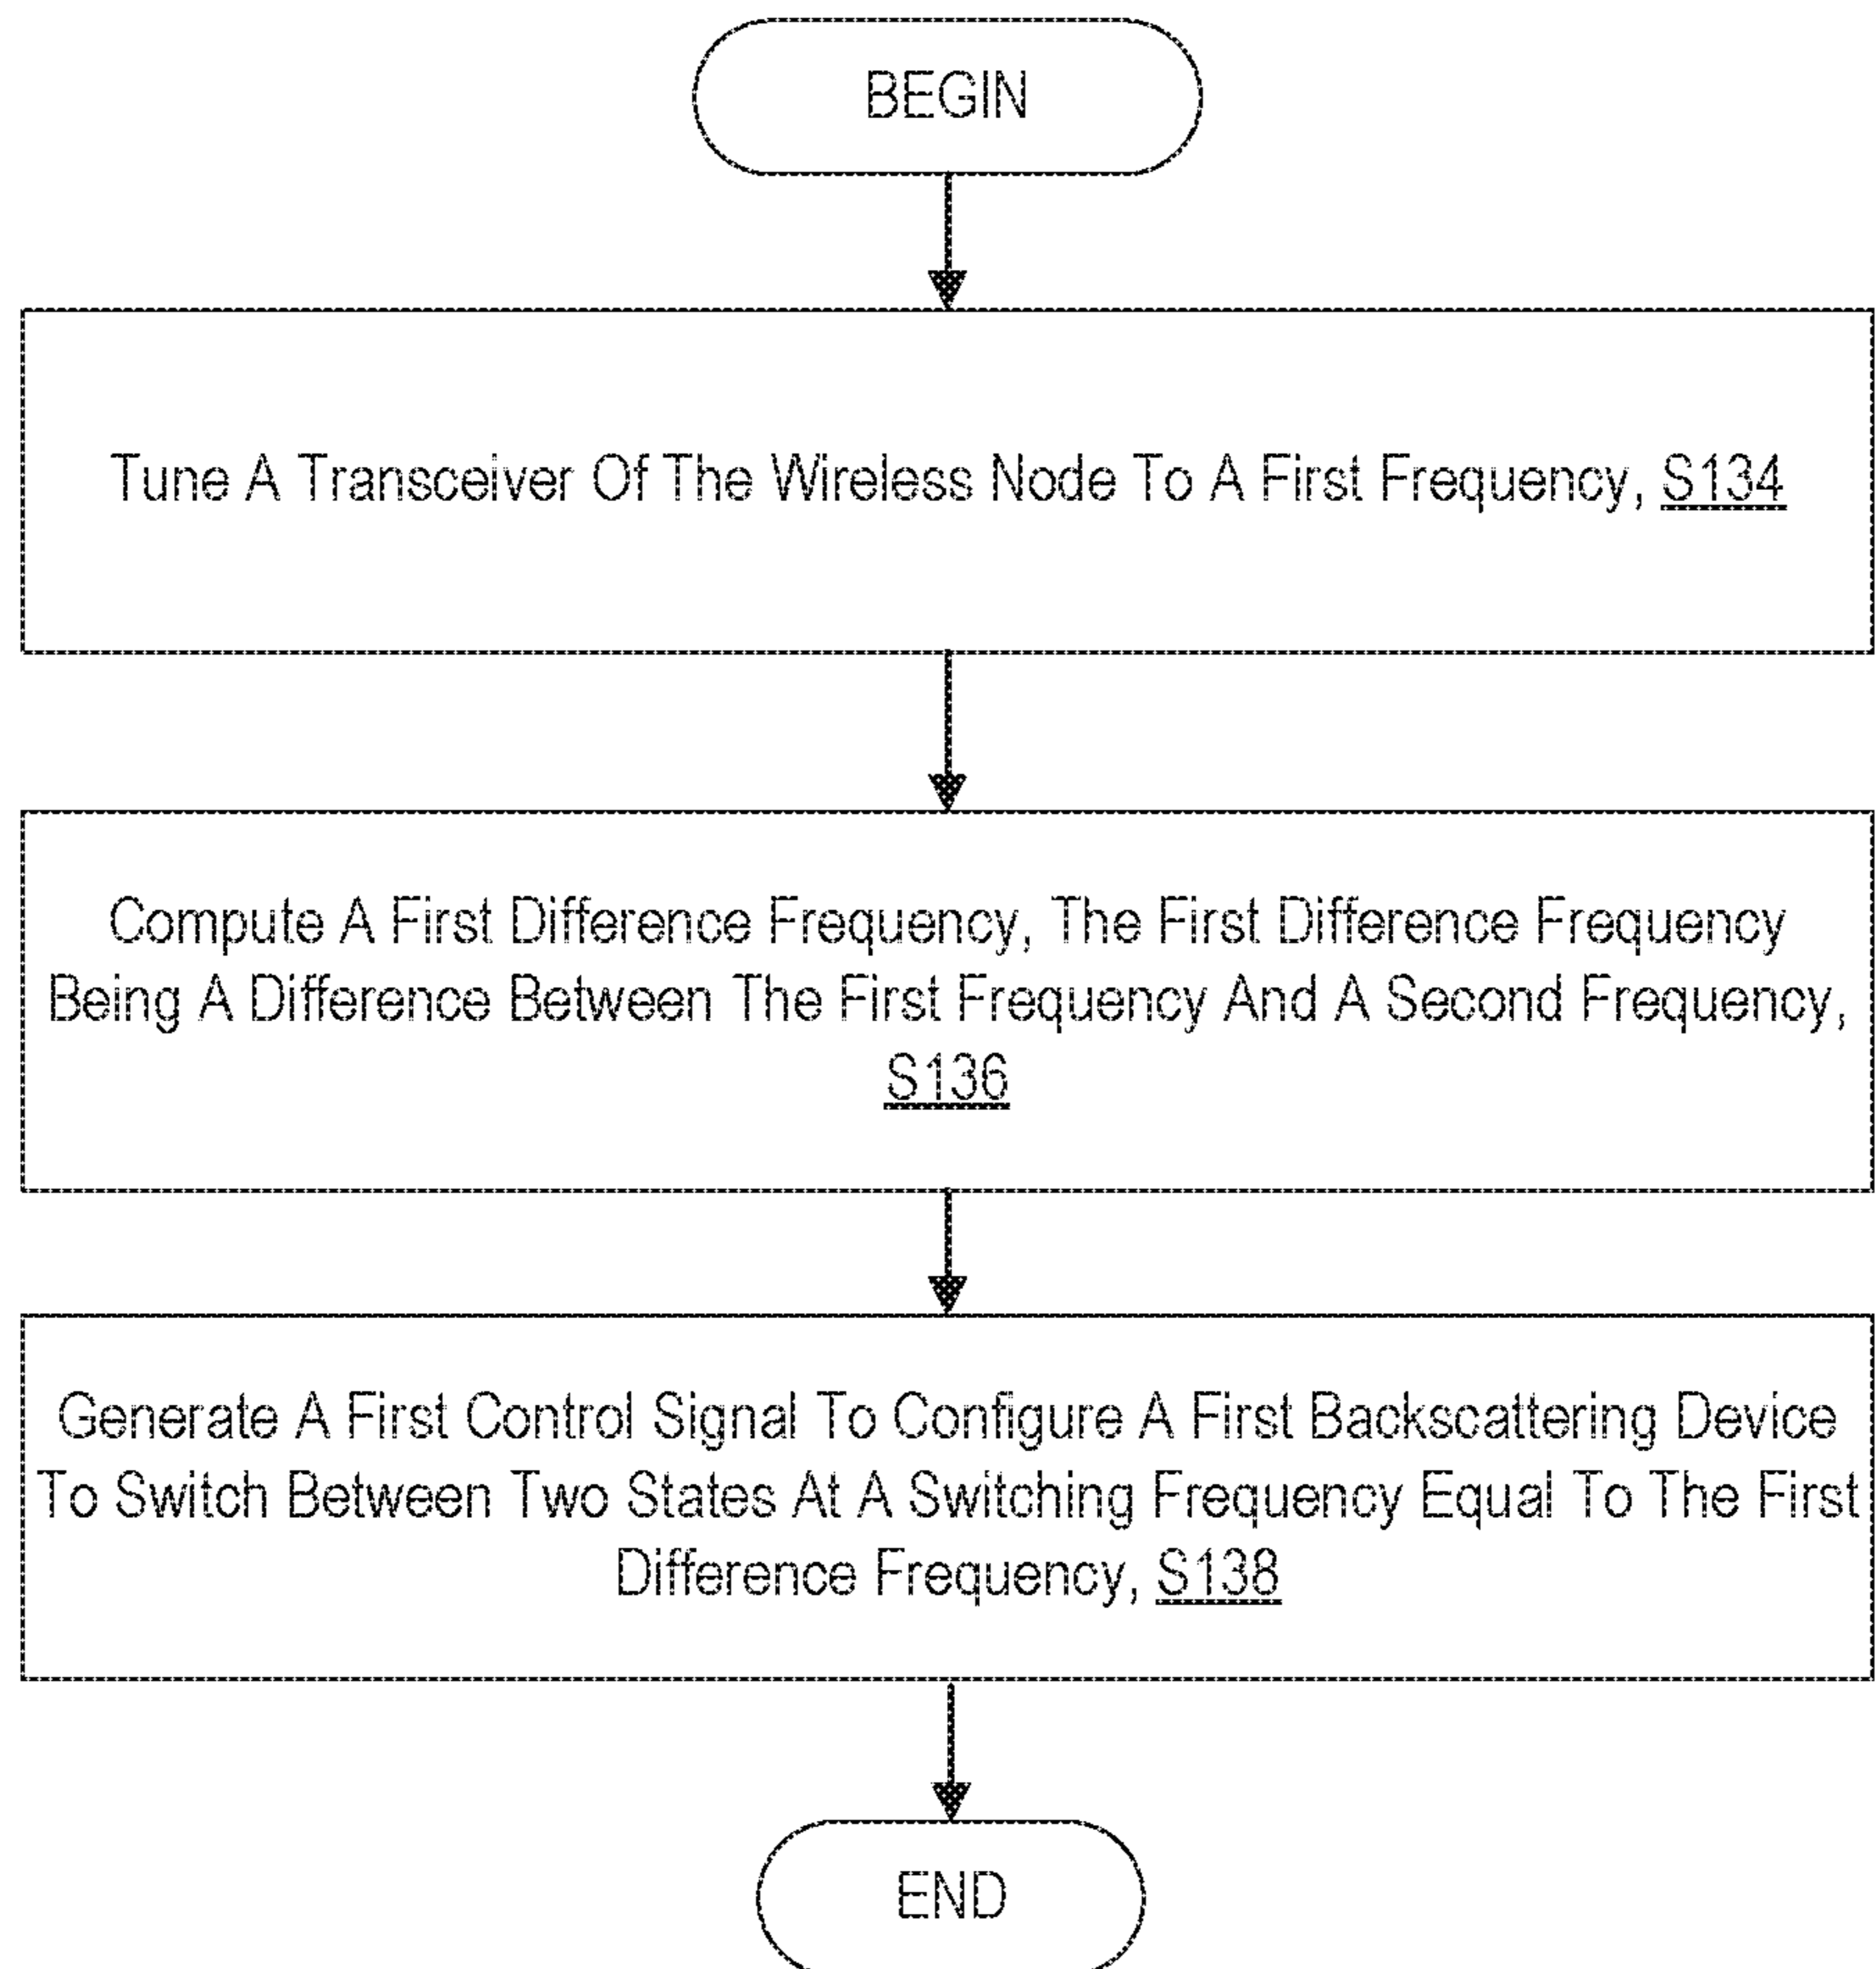 BEGIN
Tune A Transceiver Of The Wireless Node To A First Frequency, S134
Compute A First Difference Frequency, The First Difference Frequency
Being A Difference Between The First Frequency And A Second Frequency,
S136
Generate A First Control Signal To Configure A First Backscattering Device
To Switch Between Two States At A Switching Frequency Equal To The First
Difference Frequency, S138
END